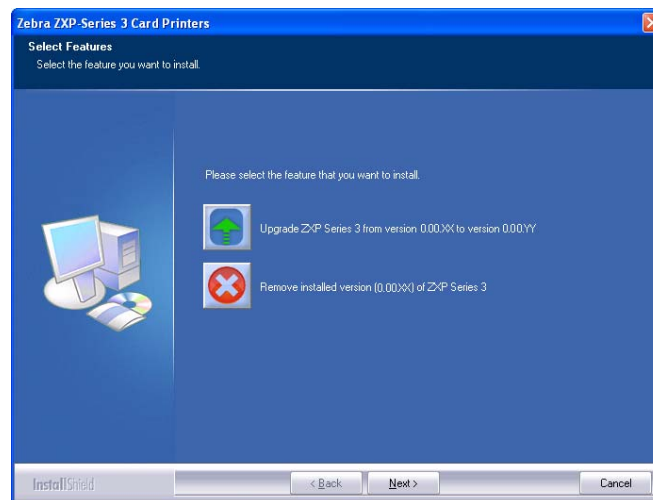 Zebra ZXP-Series 3 Card Printers
Select Features
Select the feature you want to install.
Please select the feature that you want to install.
Upgrade ZXP Series 3 from version 0.00.XX to version 0.00.YY
Remove installed version (0.00.XX) of ZXP Series 3
InstallShield
< Back
Next >
Cancel